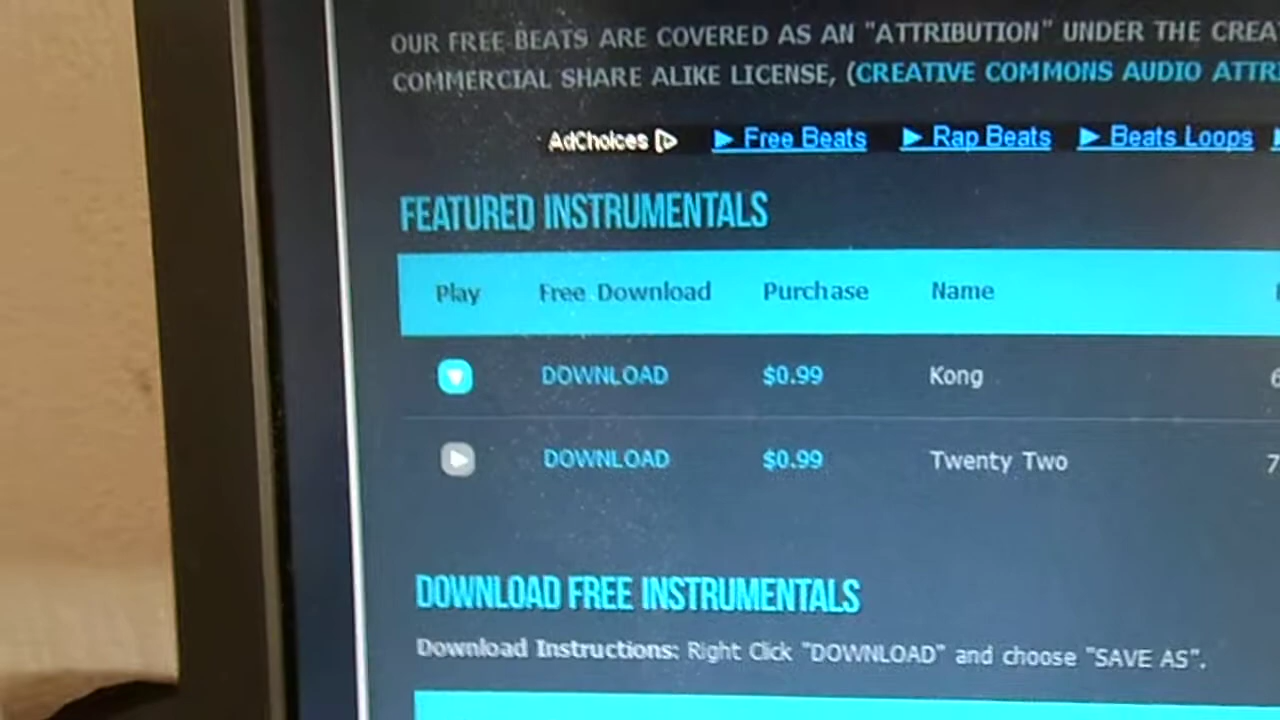 OUR FREE BEATS ARE COVERED AS AN "ATTRIBUTION" UNDER THE
COMMERCIAL SHARE ALIKE LICENSE, (CREATIVE COMMONS AUDIO
AdChoices ▶ Free Beats ▶ Rap Beats ▶ Beats Loops
FEATURED INSTRUMENTALS
Play Free Download Purchase Name
DOWNLOAD $0.99 Kong
DOWNLOAD $0.99 Twenty Two
DOWNLOAD FREE INSTRUMENTALS
Download Instructions: Right Click "DOWNLOAD" and choose "SAVE AS".